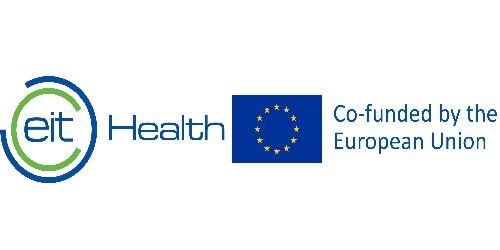 eit Health
Co-funded by the
European Union